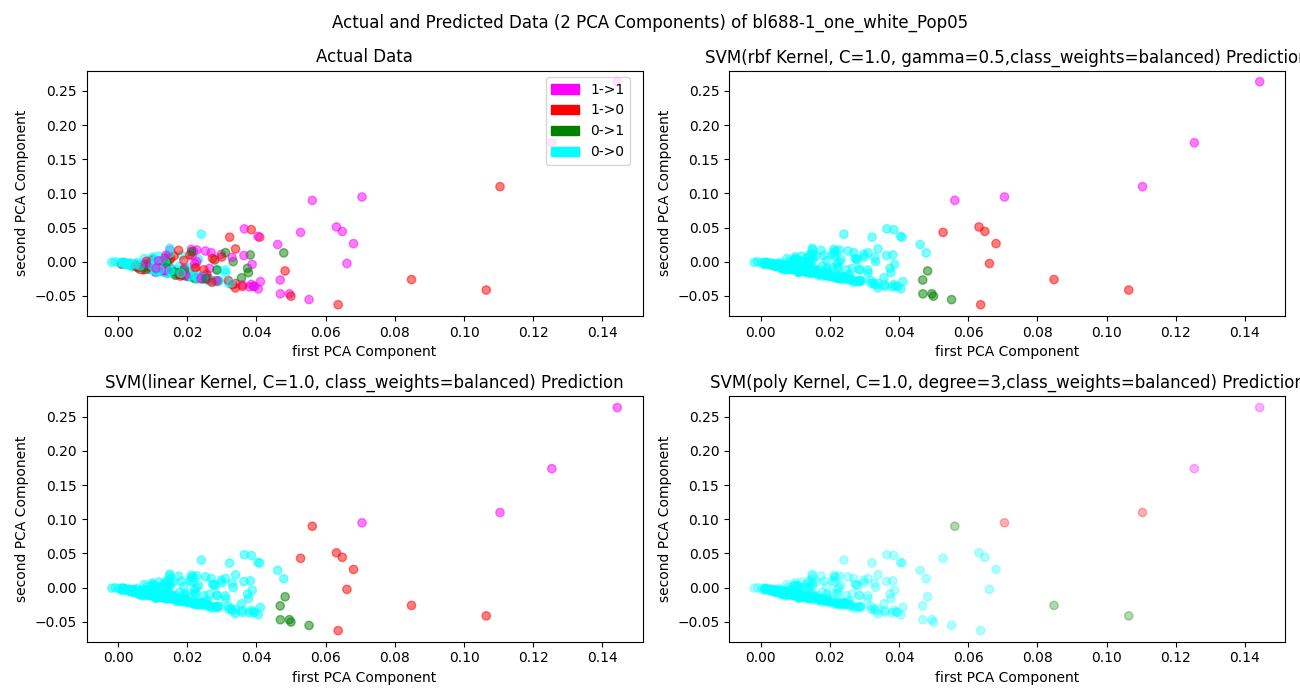 Actual and Predicted Data (2 PCA Components) of bl688-1_one_white_Pop05
Actual Data
second PCA Component
0.25
0.20
0.15
0.10
0.05
0.00
−0.05
1->1
1->0
0->1
0->0
0.00 0.02 0.04 0.06 0.08 0.10 0.12 0.14
first PCA Component
SVM(rbf Kernel, C=1.0, gamma=0.5,class_weights=balanced) Prediction
second PCA Component
0.25
0.20
0.15
0.10
0.05
0.00
−0.05
0.00 0.02 0.04 0.06 0.08 0.10 0.12 0.14
first PCA Component
SVM(linear Kernel, C=1.0, class_weights=balanced) Prediction
second PCA Component
0.25
0.20
0.15
0.10
0.05
0.00
−0.05
0.00 0.02 0.04 0.06 0.08 0.10 0.12 0.14
first PCA Component
SVM(poly Kernel, C=1.0, degree=3,class_weights=balanced) Prediction
second PCA Component
0.25
0.20
0.15
0.10
0.05
0.00
−0.05
0.00 0.02 0.04 0.06 0.08 0.10 0.12 0.14
first PCA Component